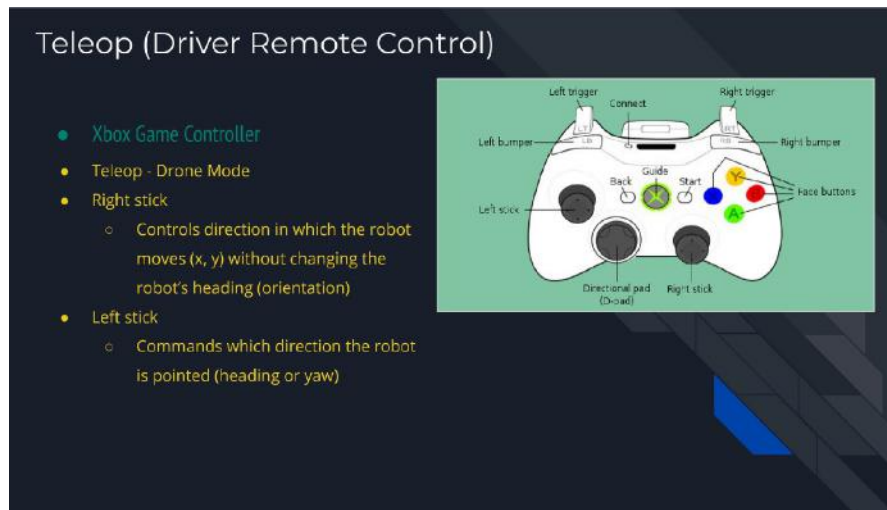 Teleop (Driver Remote Control)
Xbox Game Controller
Teleop - Drone Mode
Right stick
Controls direction in which the robot
moves (x, y) without changing the
robot's heading (orientation)
Left stick
Commands which direction the robot
is pointed (heading or yaw)
Left trigger
Right trigger
Connect
LT
RT
Left bumper
LB
RB
Right bumper
Guide
Back
Start
X
Y
B
A
Face buttons
Left stick
Directional pad
(D-pad)
Right stick